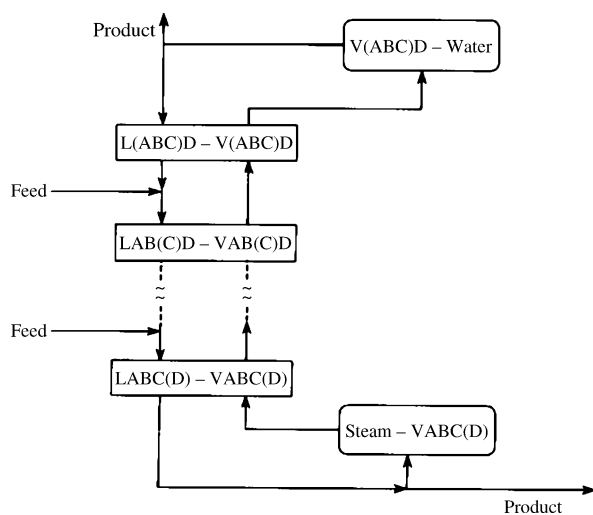 Product
V(ABC)D – Water
L(ABC)D – V(ABC)D
Feed
LAB(C)D – VAB(C)D
Feed
LABC(D) – VABC(D)
Steam – VABC(D)
Product